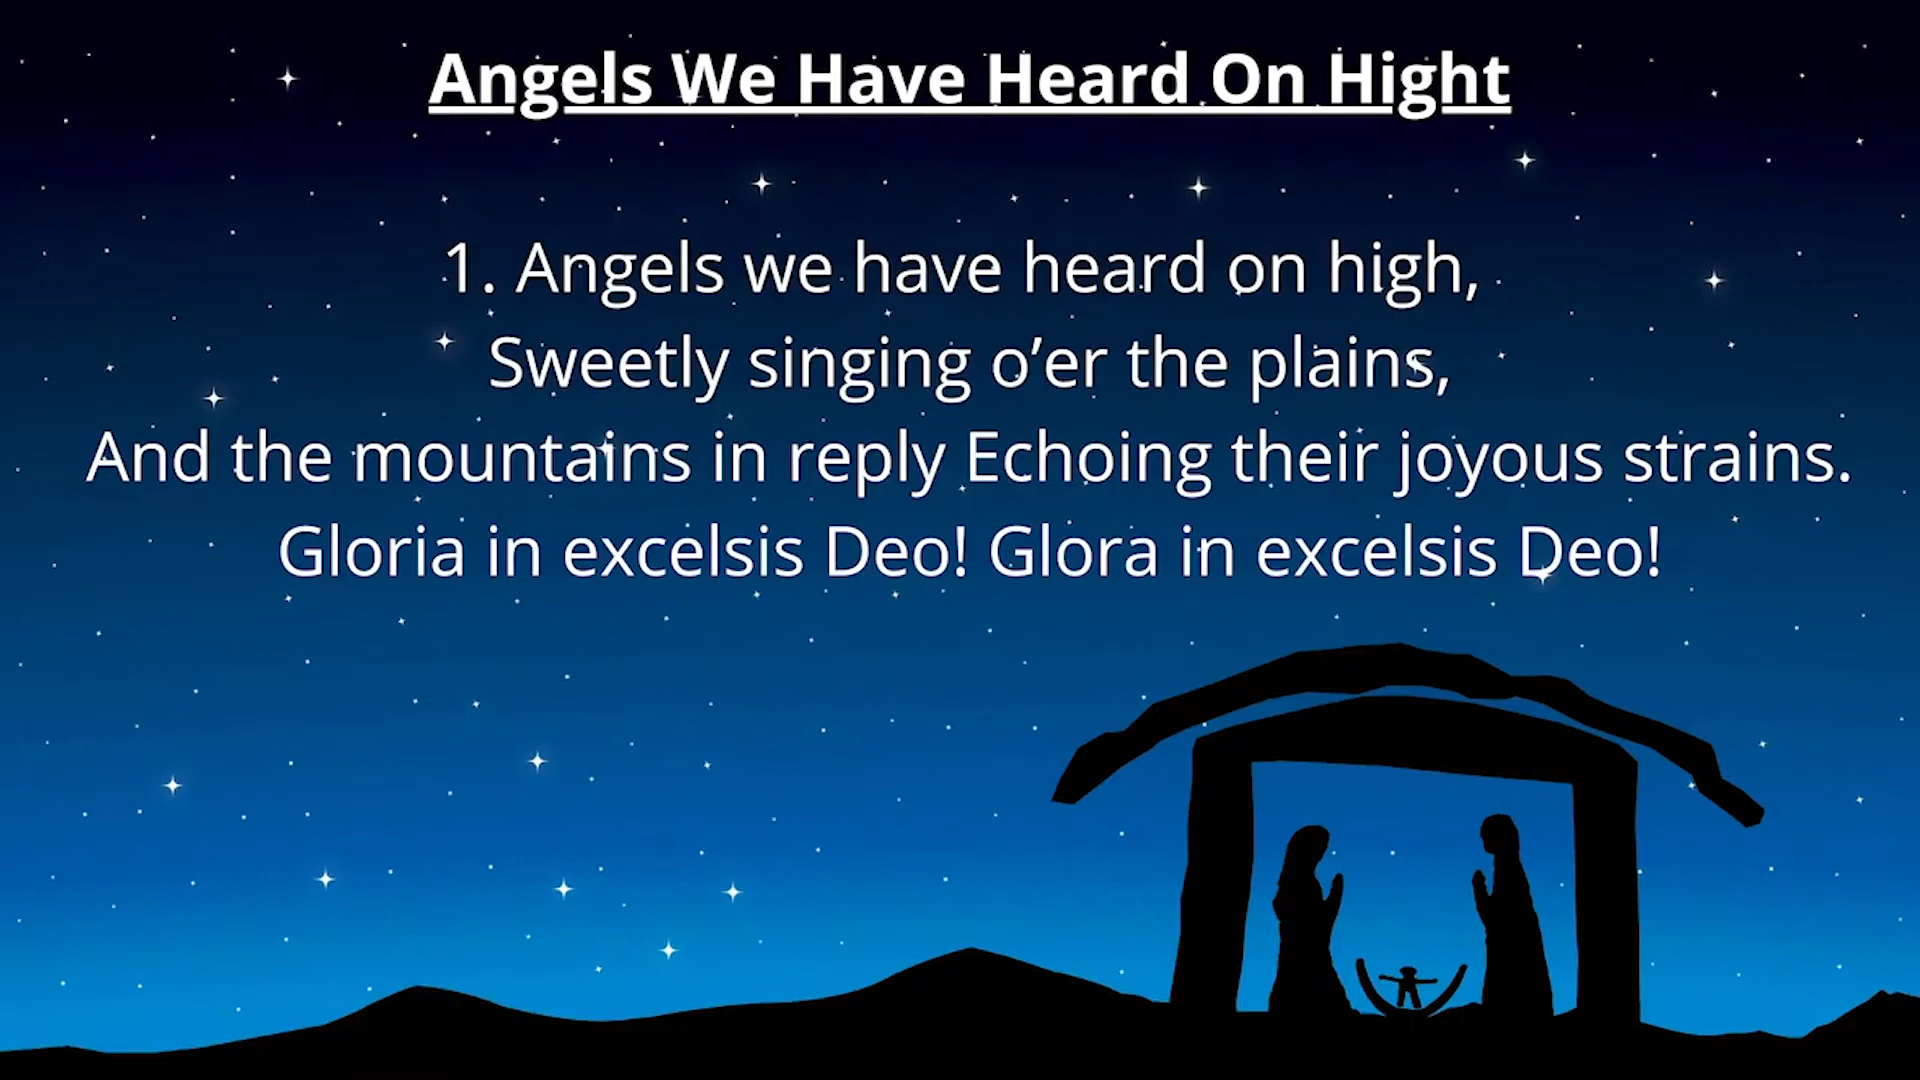 Angels We Have Heard On Hight
1. Angels we have heard on high,
Sweetly singing o’er the plains,
And the mountains in reply Echoing their joyous strains.
Gloria in excelsis Deo! Glora in excelsis Deo!